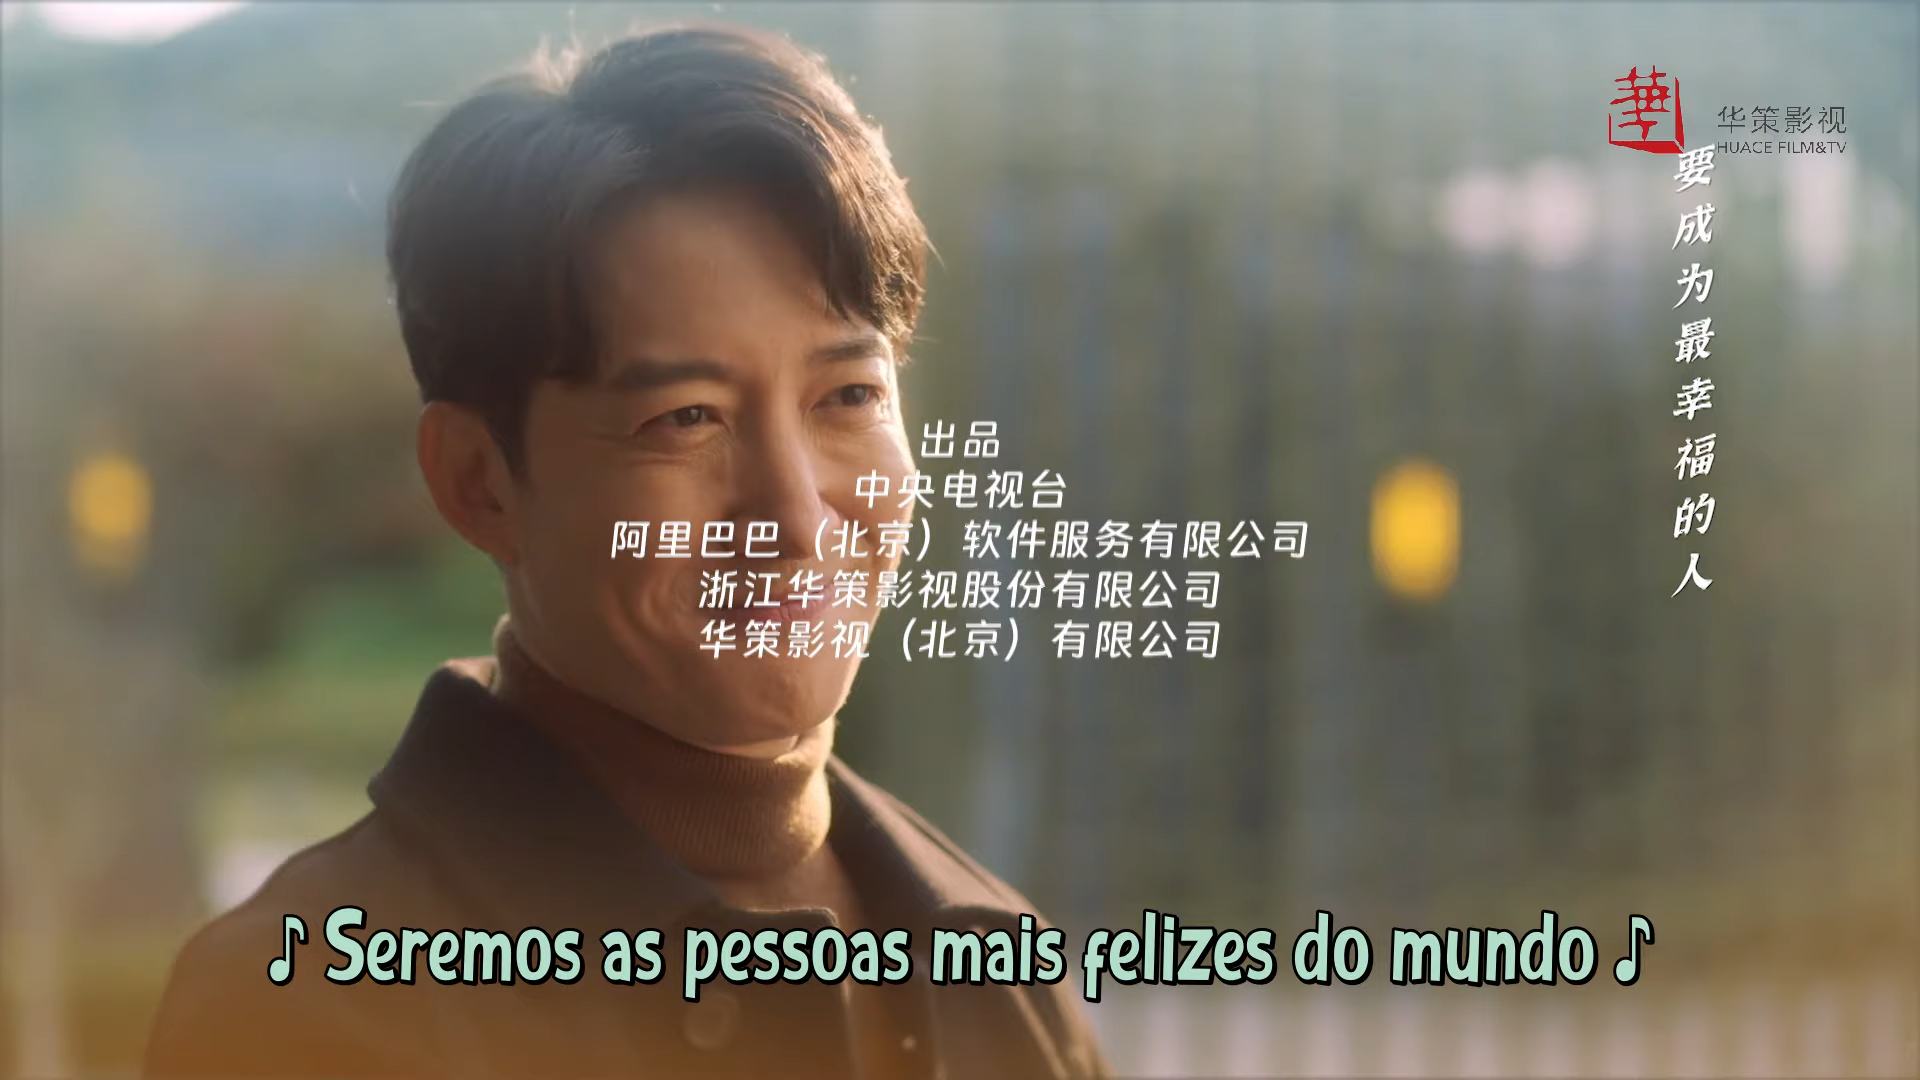 华策影视
HUACE FILM&TV
要成为最幸福的人
出品
中央电视台
阿里巴巴（北京）软件服务有限公司
浙江华策影视股份有限公司
华策影视（北京）有限公司
♪ Seremos as pessoas mais felizes do mundo ♪